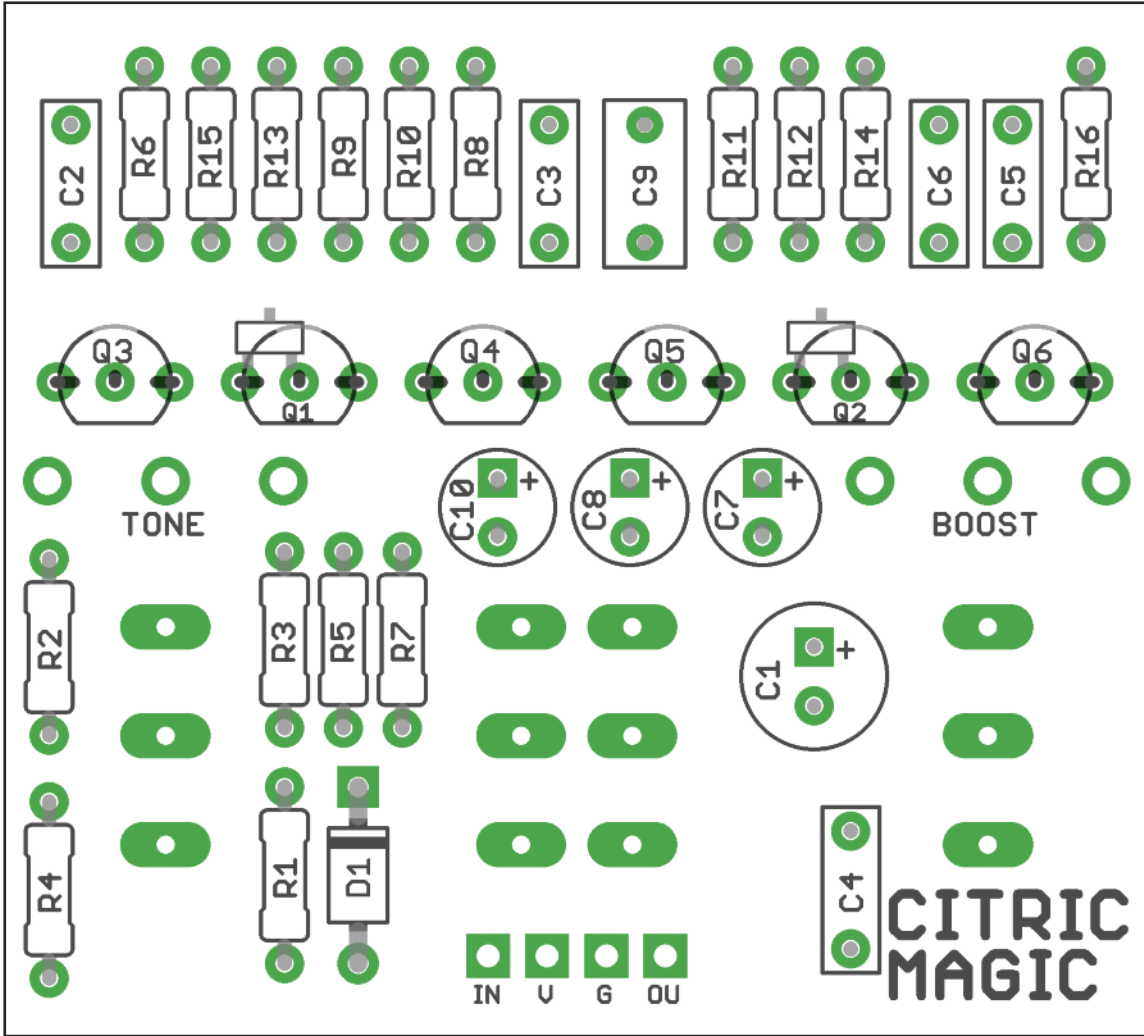 C2
R6
R15
R13
R9
R10
R8
C3
C9
R11
R12
R14
C6
C5
R16
Q3
Q1
Q4
Q5
Q2
Q6
TONE
C10
+
C8
+
C7
+
BOOST
R2
R3
R5
R7
C1
+
R4
R1
D1
C4
CITRIC
MAGIC
IN
V
G
OU